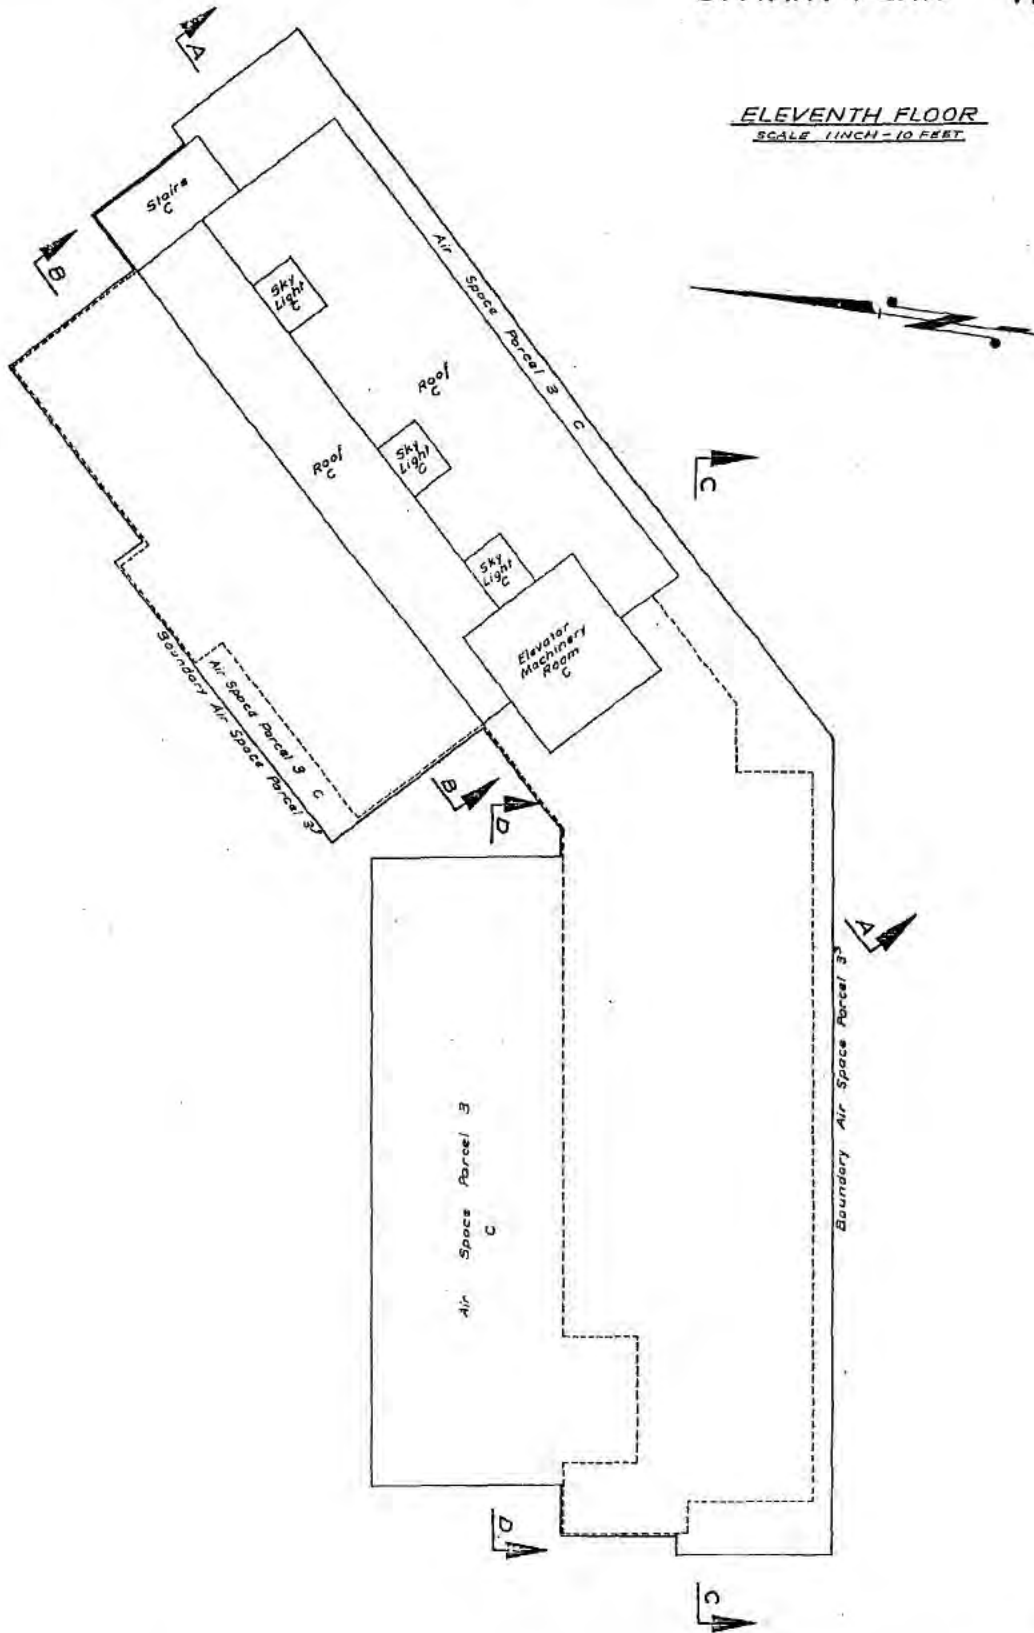 ELEVENTH FLOOR
SCALE 1 INCH = 10 FEET
A
Stairs
C
B
Sky
Light
C
Air Space Parcel 3 C
Roof
C
Roof
C
Sky
Light
C
C
Sky
Light
C
Elevator
Machinery
Room
C
Air Space Parcel 3 C
Boundary Air Space Parcel 3
B
D
A
Boundary Air Space Parcel 3
Air Space Parcel 3
C
D
C